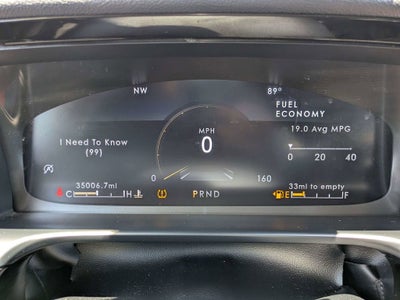 NW
89°
FUEL
ECONOMY
19.0 Avg MPG
0 20 40
I Need To Know
(99)
MPH
0
0
160
35006.7mi
C H
PRND
33mi to empty
E F